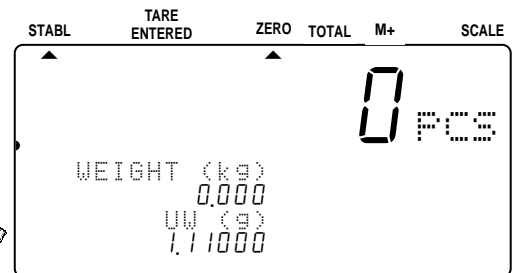 STABL TARE ENTERED ZERO TOTAL M+ SCALE
0 PCS
WEIGHT (kg)
0.000
UW (g)
1.11000